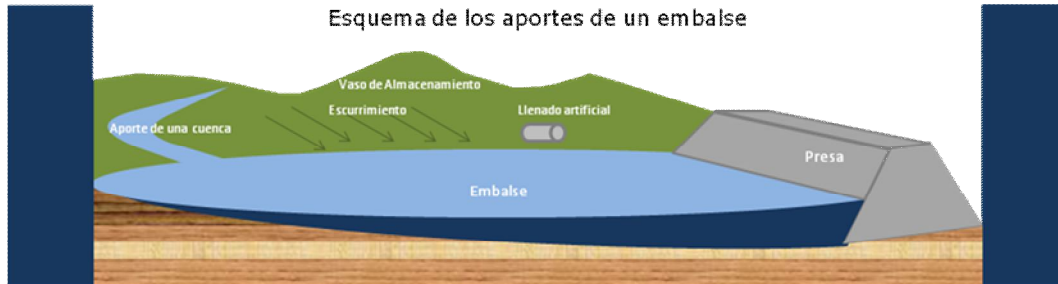 Esquema de los aportes de un embalse
Vaso de Almacenamiento
Escurrimiento
Llenado artificial
Aporte de una cuenca
Presa
Embalse